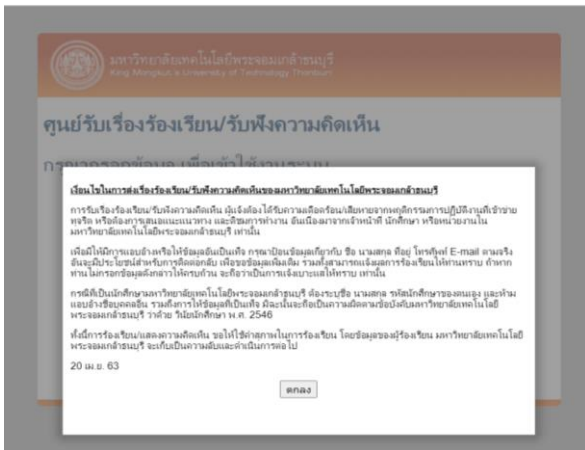 มหาวิทยาลัยเทคโนโลยีพระจอมเกล้าธนบุรี
King Mongkut's University of Technology Thonburi
ศูนย์รับเรื่องร้องเรียน/รับฟังความคิดเห็น
กรุณากรอกข้อมูล เพื่อเข้าใช้งานระบบ
เงื่อนไขในการส่งเรื่องร้องเรียน/รับฟังความคิดเห็นของมหาวิทยาลัยเทคโนโลยีพระจอมเกล้าธนบุรี
การรับเรื่องร้องเรียน/รับฟังความคิดเห็น ผู้แจ้งต้องได้รับความเดือดร้อน/เสียหายจากพฤติกรรมการปฏิบัติงานที่เข้าข่าย
ทุจริต หรือต้องการเสนอแนะแนวทาง และติชมการทำงาน อันเนื่องมาจากเจ้าหน้าที่ นักศึกษา หรือหน่วยงานใน
มหาวิทยาลัยเทคโนโลยีพระจอมเกล้าธนบุรี เท่านั้น
เพื่อมิให้มีการแอบอ้างหรือให้ข้อมูลอันเป็นเท็จ กรุณาป้อนข้อมูลเกี่ยวกับ ชื่อ นามสกุล ที่อยู่ โทรศัพท์ E-mail ตามจริง
อันจะมีประโยชน์สำหรับการติดต่อกลับ เพื่อขอข้อมูลเพิ่มเติม รวมทั้งสามารถแจ้งผลการร้องเรียนให้ท่านทราบ ถ้าหาก
ท่านไม่กรอกข้อมูลดังกล่าวให้ครบถ้วน จะถือว่าเป็นการแจ้งเบาะแสให้ทราบ เท่านั้น
กรณีที่เป็นนักศึกษามหาวิทยาลัยเทคโนโลยีพระจอมเกล้าธนบุรี ต้องระบุชื่อ นามสกุล รหัสนักศึกษาของตนเอง และห้าม
แอบอ้างชื่อบุคคลอื่น รวมถึงการให้ข้อมูลที่เป็นเท็จ มิฉะนั้นจะถือเป็นความผิดตามข้อบังคับมหาวิทยาลัยเทคโนโลยี
พระจอมเกล้าธนบุรี ว่าด้วย วินัยนักศึกษา พ.ศ. 2546
ทั้งนี้การร้องเรียน/แสดงความคิดเห็น ขอให้ใช้คำสุภาพในการร้องเรียน โดยข้อมูลของผู้ร้องเรียน มหาวิทยาลัยเทคโนโลยี
พระจอมเกล้าธนบุรี จะเก็บเป็นความลับและดำเนินการต่อไป
20 เม.ย. 63
ตกลง